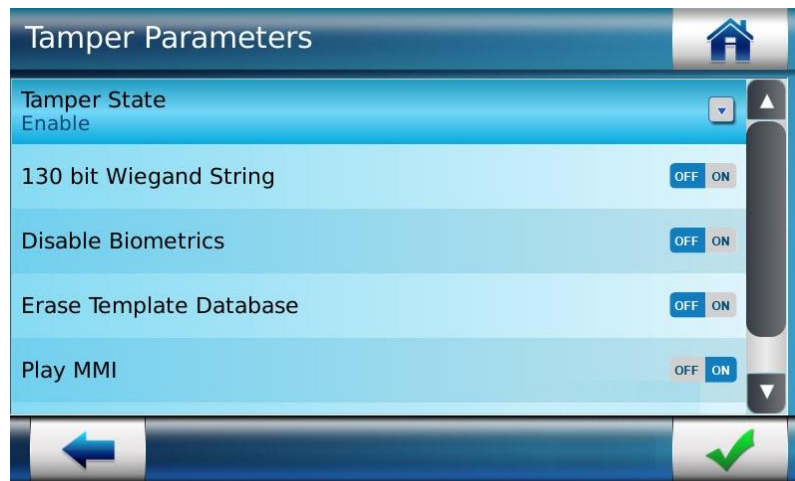 Tamper Parameters
Tamper State
Enable
130 bit Wiegand String
OFF ON
Disable Biometrics
OFF ON
Erase Template Database
OFF ON
Play MMI
OFF ON